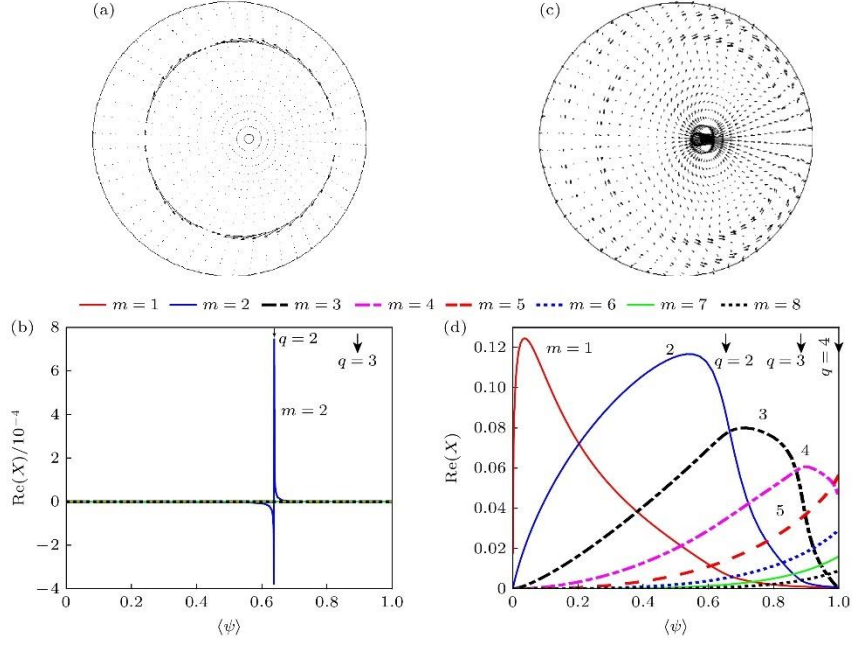 (a)
(c)
m = 1 m = 2 m = 3 m = 4 m = 5 m = 6 m = 7 m = 8
(b)
8
6
4
2
0
−2
−4
Re(X)/10⁻⁴
q = 2
q = 3
m = 2
0 0.2 0.4 0.6 0.8 1.0
⟨ψ⟩
(d)
0.12
0.10
0.08
0.06
0.04
0.02
0
Re(X)
m = 1
2
q = 2
q = 3
q = 4
3
4
5
0 0.2 0.4 0.6 0.8 1.0
⟨ψ⟩